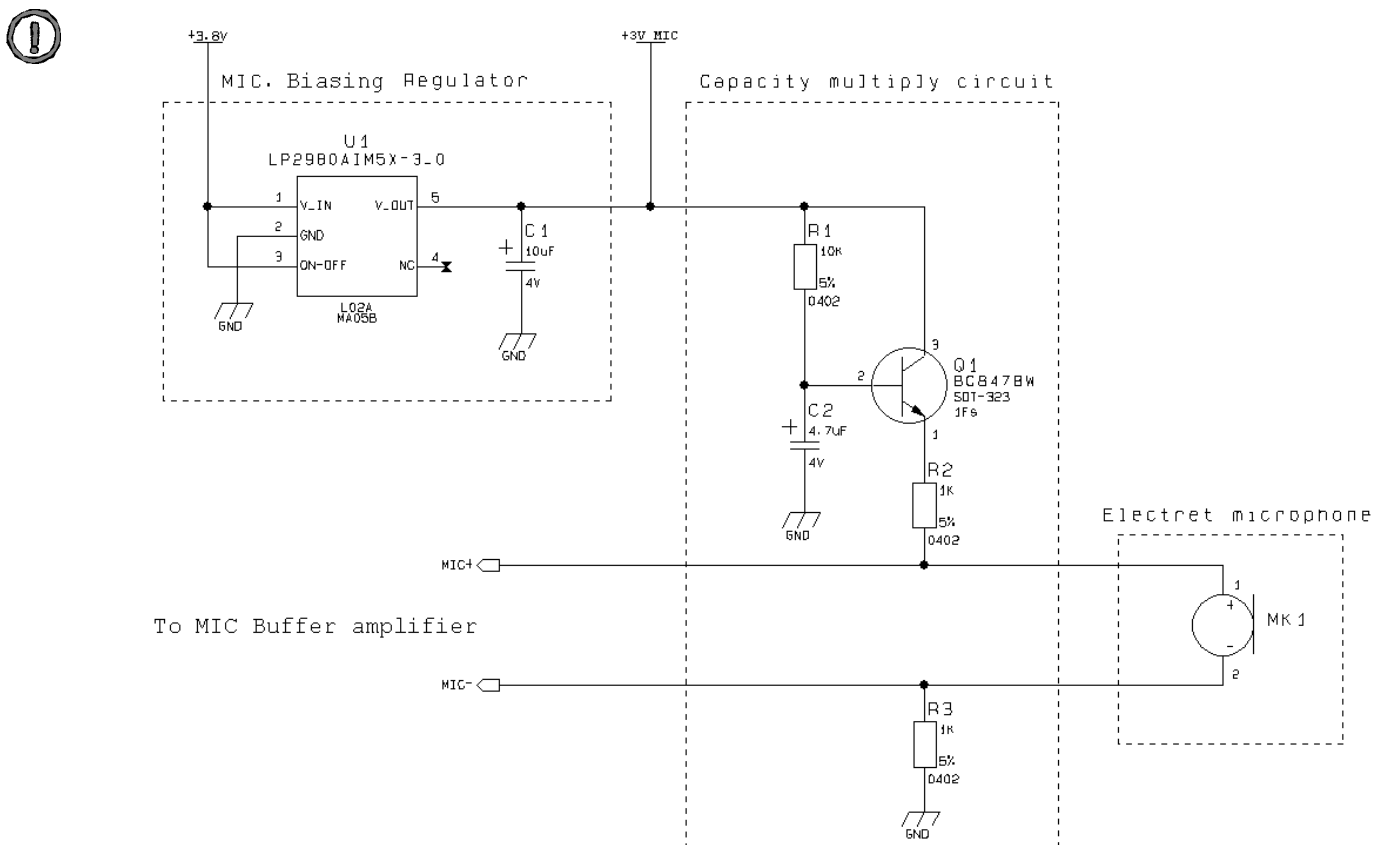 +3.8V
+3V MIC
MIC. Biasing Regulator
Capacity multiply circuit
U1
LP2980AIM5X-3_0
1
V_IN
V_OUT
5
2
GND
3
ON-OFF
NC
4
L02A
MA05B
GND
C1
+
10uF
4V
GND
R1
10K
5%
0402
2
3
Q1
BC847BW
SOT-323
1Fs
1
C2
+
4.7uF
4V
GND
R2
1K
5%
0402
Electret microphone
MIC+
1
+
MK1
-
2
To MIC Buffer amplifier
MIC-
R3
1K
5%
0402
GND